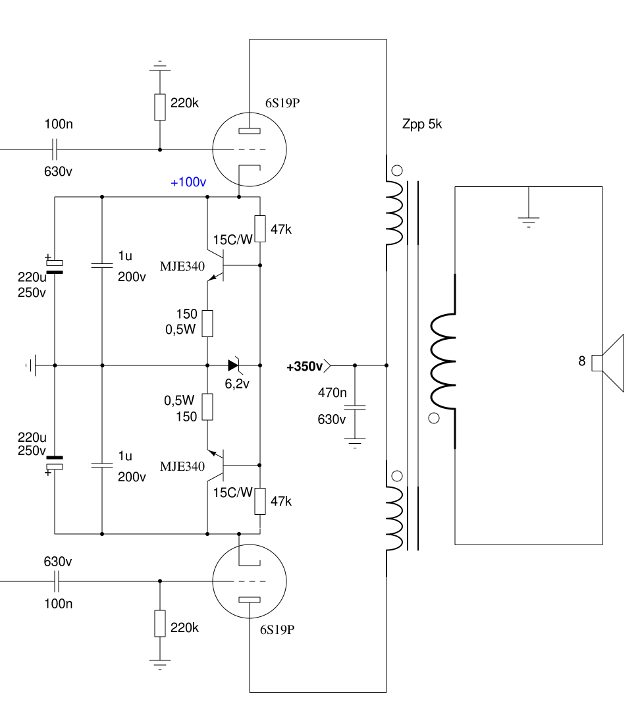 6S19P
220k
100n
630v
Zpp 5k
+100v
47k
15C/W
1u
200v
MJE340
220u
250v
150
0,5W
6,2v
+350v
8
470n
630v
0,5W
150
220u
250v
1u
200v
MJE340
15C/W
47k
630v
100n
220k
6S19P